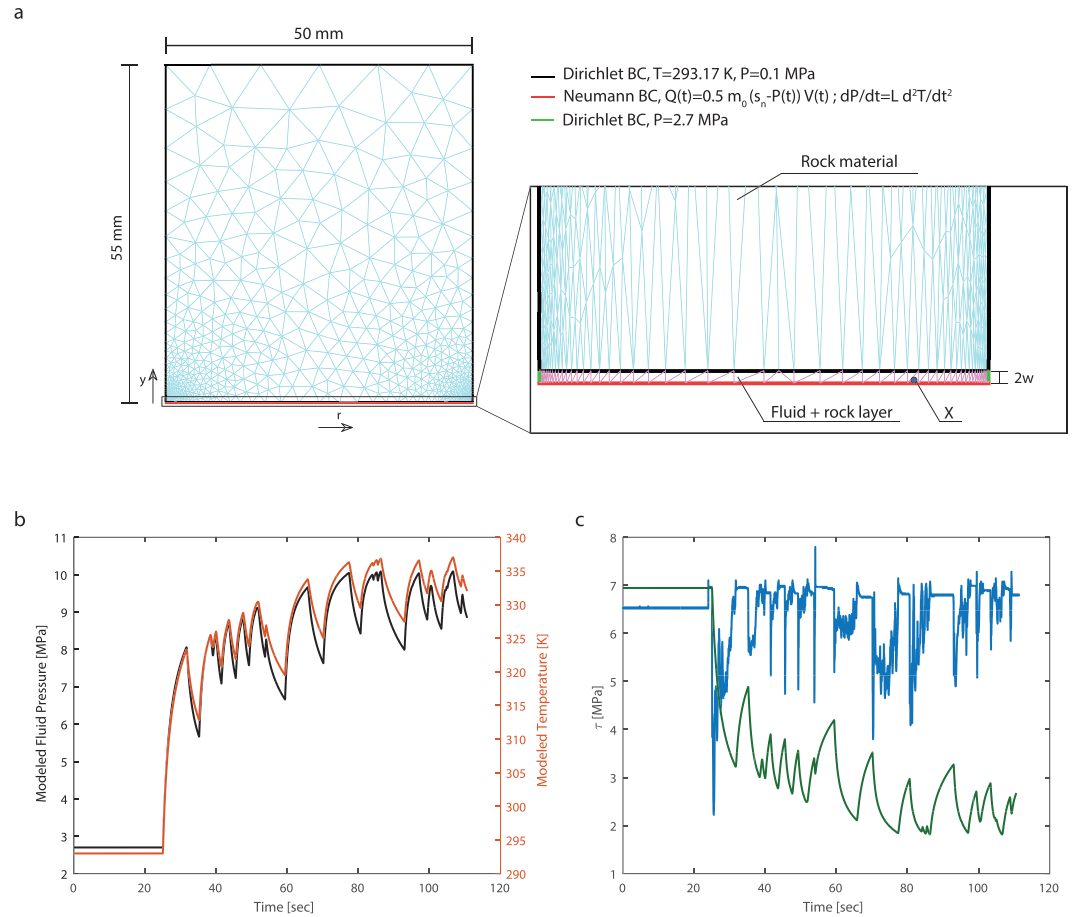 a
50 mm
55 mm
y
r
Dirichlet BC, T=293.17 K, P=0.1 MPa
Neumann BC, Q(t)=0.5 m0 (sn-P(t)) V(t) ; dP/dt=L d²T/dt²
Dirichlet BC, P=2.7 MPa
Rock material
2w
Fluid + rock layer
X
b
Modeled Fluid Pressure [MPa]
11
10
9
8
7
6
5
4
3
2
0
20
40
60
80
100
120
Time [sec]
340
335
330
325
320
315
310
305
300
295
290
Modeled Temperature [K]
c
τ [MPa]
8
7
6
5
4
3
2
1
0
20
40
60
80
100
120
Time [sec]